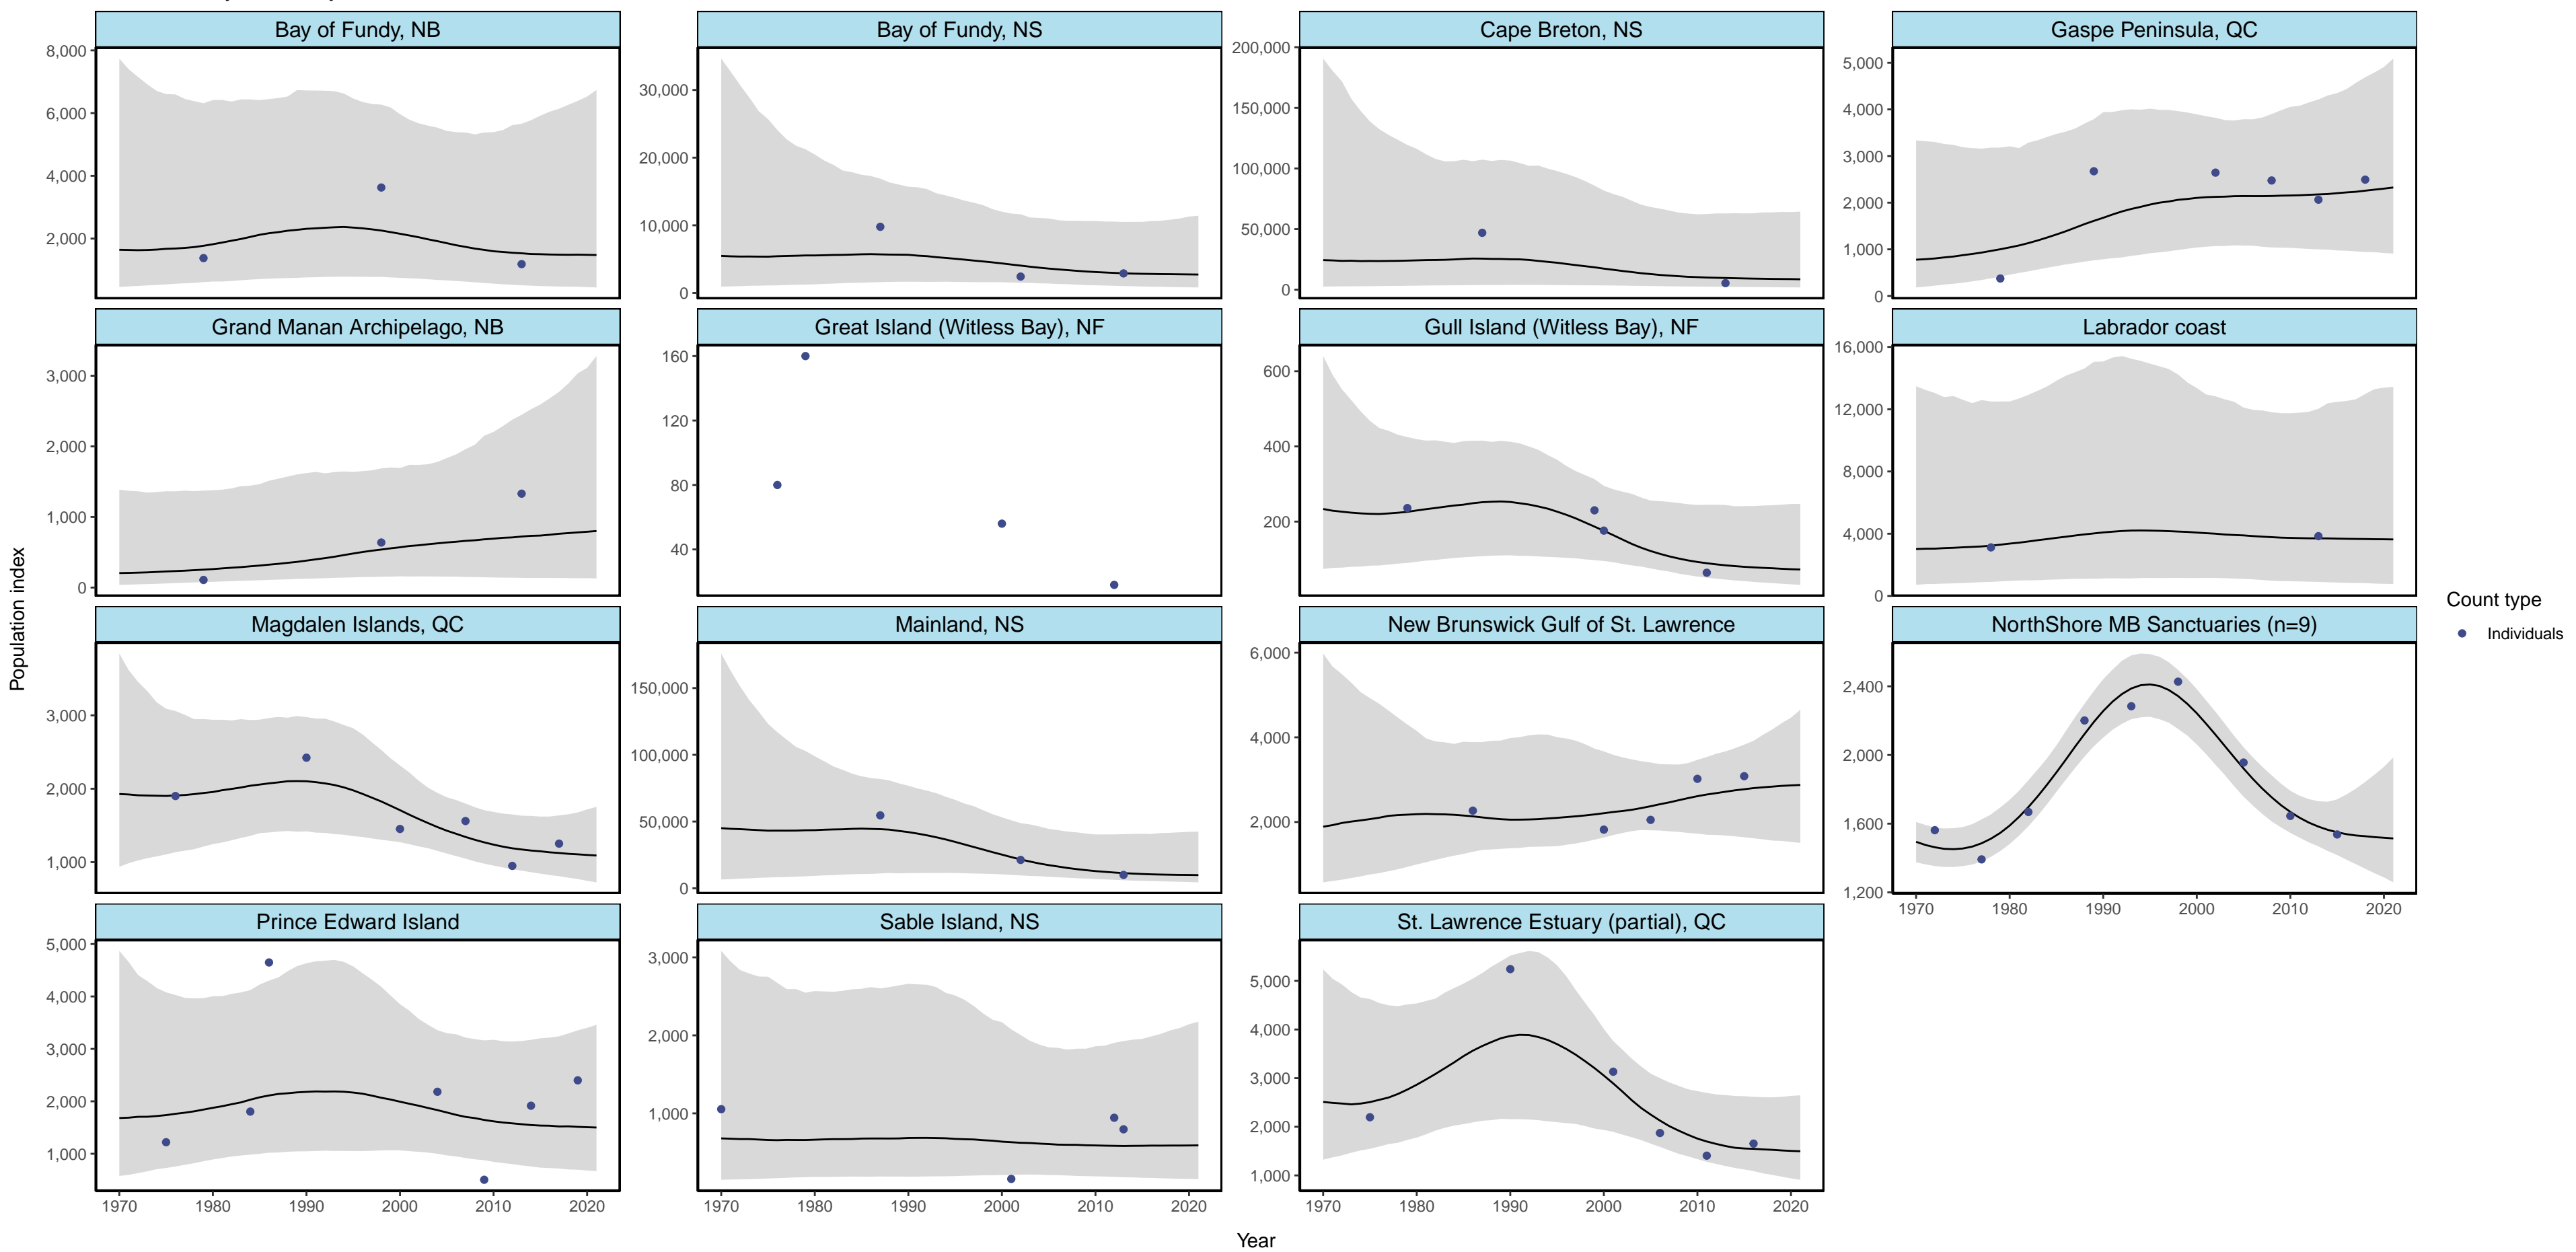 Bay of Fundy, NB
Bay of Fundy, NS
Cape Breton, NS
Gaspe Peninsula, QC
8,000
6,000
4,000
2,000
30,000
20,000
10,000
0
200,000
150,000
100,000
50,000
0
5,000
4,000
3,000
2,000
1,000
0
Grand Manan Archipelago, NB
Great Island (Witless Bay), NF
Gull Island (Witless Bay), NF
Labrador coast
3,000
2,000
1,000
0
160
120
80
40
600
400
200
16,000
12,000
8,000
4,000
0
Magdalen Islands, QC
Mainland, NS
New Brunswick Gulf of St. Lawrence
NorthShore MB Sanctuaries (n=9)
3,000
2,000
1,000
150,000
100,000
50,000
0
6,000
4,000
2,000
2,400
2,000
1,600
1,200
1970 1980 1990 2000 2010 2020
Prince Edward Island
Sable Island, NS
St. Lawrence Estuary (partial), QC
5,000
4,000
3,000
2,000
1,000
3,000
2,000
1,000
5,000
4,000
3,000
2,000
1,000
1970 1980 1990 2000 2010 2020
1970 1980 1990 2000 2010 2020
1970 1980 1990 2000 2010 2020
Year
Population index
Count type
Individuals